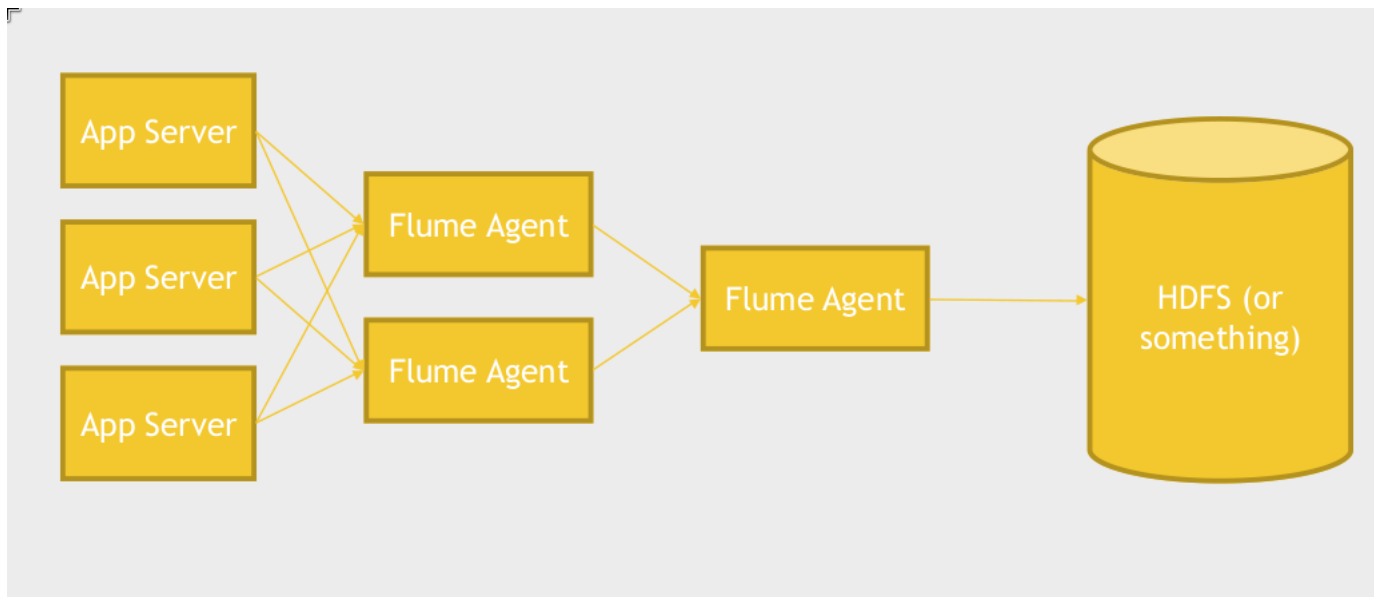 App Server
App Server
App Server
Flume Agent
Flume Agent
Flume Agent
HDFS (or
something)